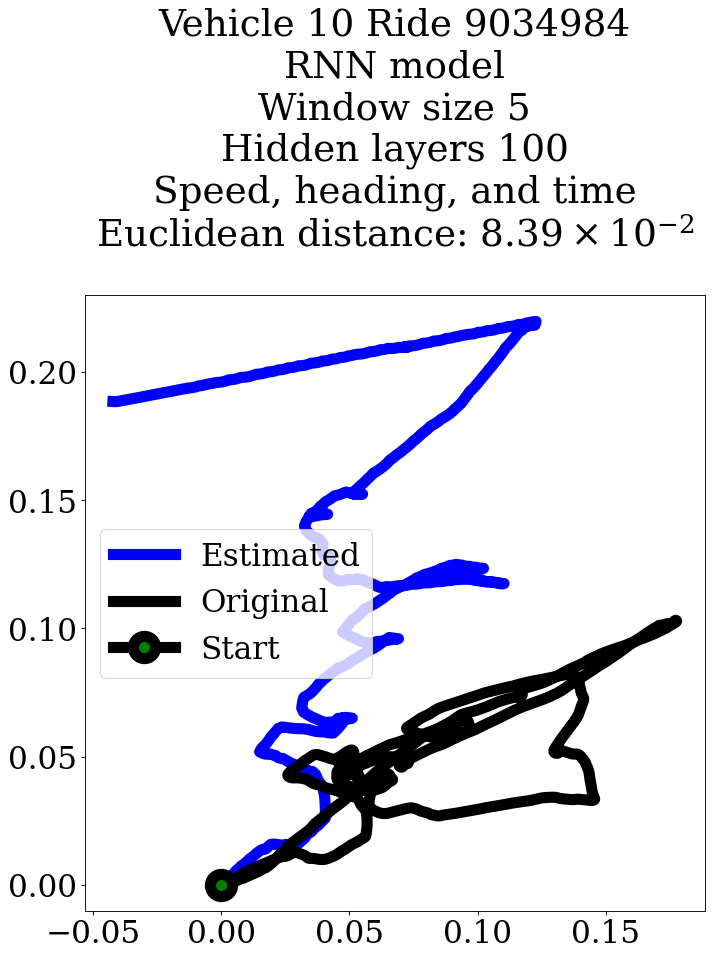 Vehicle 10 Ride 9034984
RNN model
Window size 5
Hidden layers 100
Speed, heading, and time
Euclidean distance: 8.39 × 10⁻²
0.20
0.15
0.10
0.05
0.00
Estimated
Original
Start
−0.05 0.00 0.05 0.10 0.15